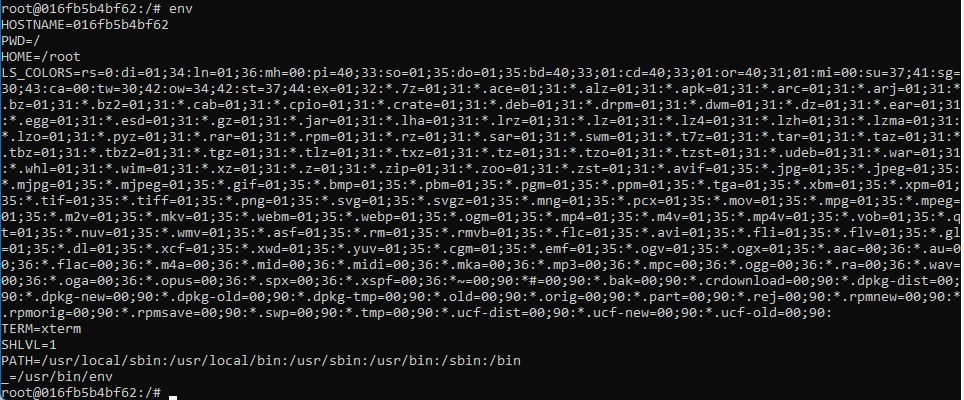 root@016fb5b4bf62:/# env
HOSTNAME=016fb5b4bf62
PWD=/
HOME=/root
LS_COLORS=rs=0:di=01;34:ln=01;36:mh=00:pi=40;33:so=01;35:do=01;35:bd=40;33;01:cd=40;33;01:or=40;31;01:mi=00:su=37;41:sg=
30;43:ca=00:tw=30;42:ow=34;42:st=37;44:ex=01;32:*.7z=01;31:*.ace=01;31:*.alz=01;31:*.apk=01;31:*.arc=01;31:*.arj=01;31:*
.bz=01;31:*.bz2=01;31:*.cab=01;31:*.cpio=01;31:*.crate=01;31:*.deb=01;31:*.drpm=01;31:*.dwm=01;31:*.dz=01;31:*.ear=01;31
:*.egg=01;31:*.esd=01;31:*.gz=01;31:*.jar=01;31:*.lha=01;31:*.lrz=01;31:*.lz=01;31:*.lz4=01;31:*.lzh=01;31:*.lzma=01;31:
*.lzo=01;31:*.pyz=01;31:*.rar=01;31:*.rpm=01;31:*.rz=01;31:*.sar=01;31:*.swm=01;31:*.t7z=01;31:*.tar=01;31:*.taz=01;31:*
.tbz=01;31:*.tbz2=01;31:*.tgz=01;31:*.tlz=01;31:*.txz=01;31:*.tz=01;31:*.tzo=01;31:*.tzst=01;31:*.udeb=01;31:*.war=01;31
:*.whl=01;31:*.wim=01;31:*.xz=01;31:*.z=01;31:*.zip=01;31:*.zoo=01;31:*.zst=01;31:*.avif=01;35:*.jpg=01;35:*.jpeg=01;35:
*.mjpg=01;35:*.mjpeg=01;35:*.gif=01;35:*.bmp=01;35:*.pbm=01;35:*.pgm=01;35:*.ppm=01;35:*.tga=01;35:*.xbm=01;35:*.xpm=01;
35:*.tif=01;35:*.tiff=01;35:*.png=01;35:*.svg=01;35:*.svgz=01;35:*.mng=01;35:*.pcx=01;35:*.mov=01;35:*.mpg=01;35:*.mpeg=
01;35:*.m2v=01;35:*.mkv=01;35:*.webm=01;35:*.webp=01;35:*.ogm=01;35:*.mp4=01;35:*.m4v=01;35:*.mp4v=01;35:*.vob=01;35:*.q
t=01;35:*.nuv=01;35:*.wmv=01;35:*.asf=01;35:*.rm=01;35:*.rmvb=01;35:*.flc=01;35:*.avi=01;35:*.fli=01;35:*.flv=01;35:*.gl
=01;35:*.dl=01;35:*.xcf=01;35:*.xwd=01;35:*.yuv=01;35:*.cgm=01;35:*.emf=01;35:*.ogv=01;35:*.ogx=01;35:*.aac=00;36:*.au=0
0;36:*.flac=00;36:*.m4a=00;36:*.mid=00;36:*.midi=00;36:*.mka=00;36:*.mp3=00;36:*.mpc=00;36:*.ogg=00;36:*.ra=00;36:*.wav=
00;36:*.oga=00;36:*.opus=00;36:*.spx=00;36:*.xspf=00;36:*~=00;90:*#=00;90:*.bak=00;90:*.crdownload=00;90:*.dpkg-dist=00;
90:*.dpkg-new=00;90:*.dpkg-old=00;90:*.dpkg-tmp=00;90:*.old=00;90:*.orig=00;90:*.part=00;90:*.rej=00;90:*.rpmnew=00;90:*
.rpmorig=00;90:*.rpmsave=00;90:*.swp=00;90:*.tmp=00;90:*.ucf-dist=00;90:*.ucf-new=00;90:*.ucf-old=00;90:
TERM=xterm
SHLVL=1
PATH=/usr/local/sbin:/usr/local/bin:/usr/sbin:/usr/bin:/sbin:/bin
_=/usr/bin/env
root@016fb5b4bf62:/#